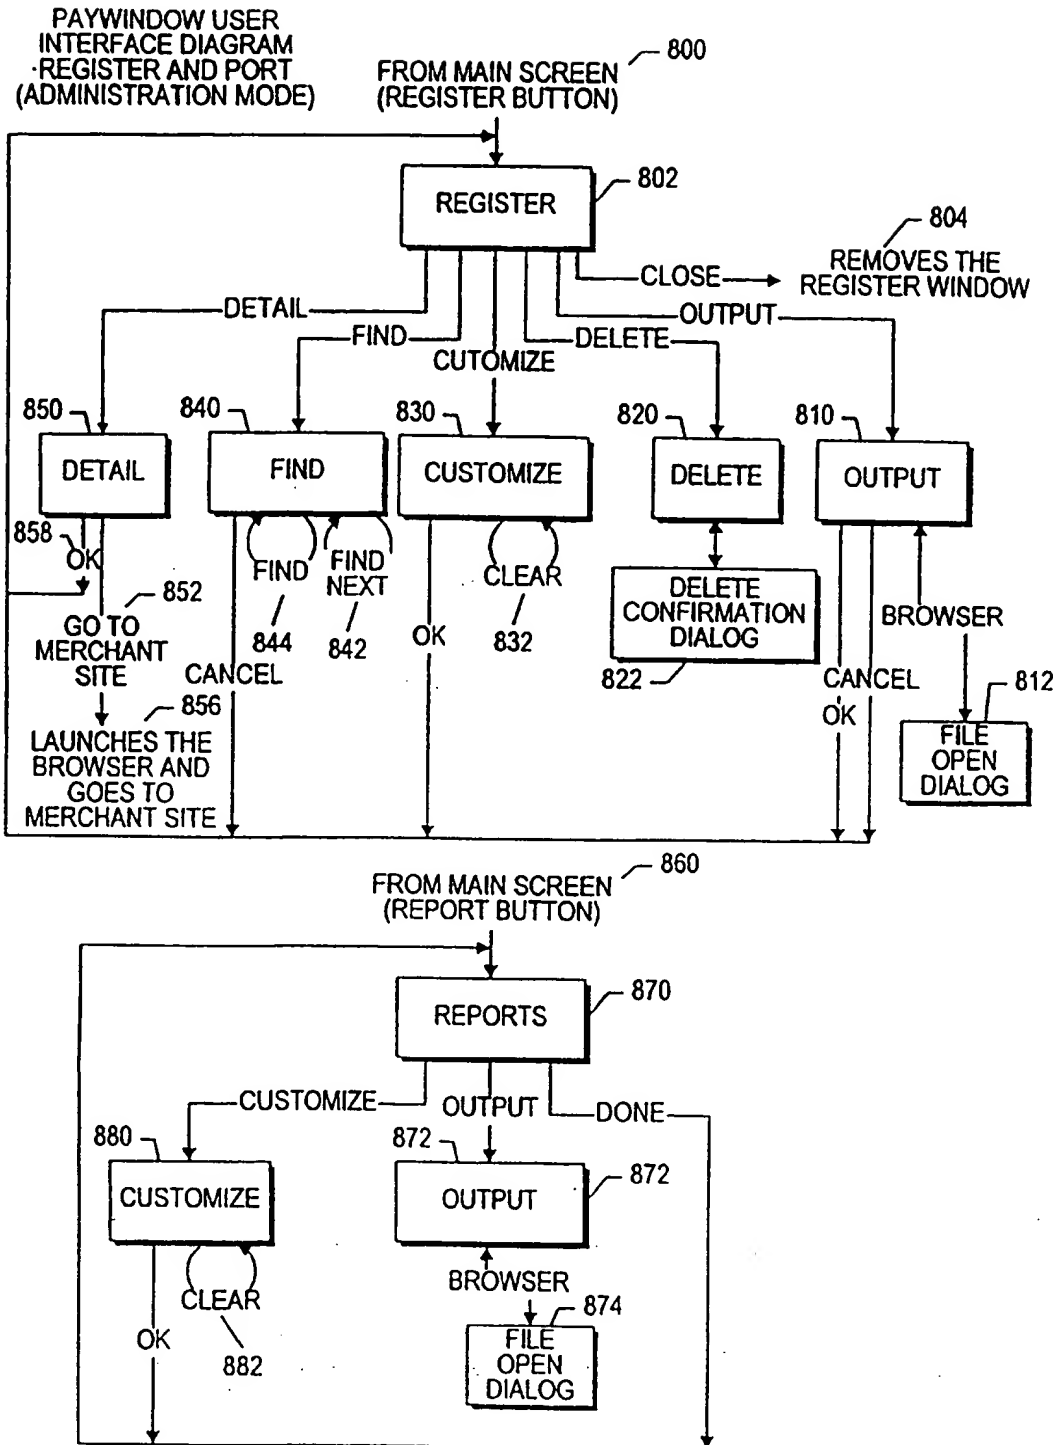 PAYWINDOW USER
INTERFACE DIAGRAM
·REGISTER AND PORT
(ADMINISTRATION MODE)
800
FROM MAIN SCREEN
(REGISTER BUTTON)
REGISTER
802
804
REMOVES THE
REGISTER WINDOW
CLOSE
DETAIL
OUTPUT
FIND
DELETE
CUTOMIZE
850
840
830
820
810
DETAIL
FIND
CUSTOMIZE
DELETE
OUTPUT
858
OK
FIND
FIND
NEXT
CLEAR
DELETE
CONFIRMATION
DIALOG
BROWSER
852
GO TO
MERCHANT
SITE
844
842
OK
832
822
CANCEL
CANCEL
812
856
OK
LAUNCHES THE
BROWSER AND
GOES TO
MERCHANT SITE
FILE
OPEN
DIALOG
860
FROM MAIN SCREEN
(REPORT BUTTON)
REPORTS
870
CUSTOMIZE
OUTPUT
DONE
880
872
CUSTOMIZE
OUTPUT
872
CLEAR
BROWSER
OK
882
874
FILE
OPEN
DIALOG